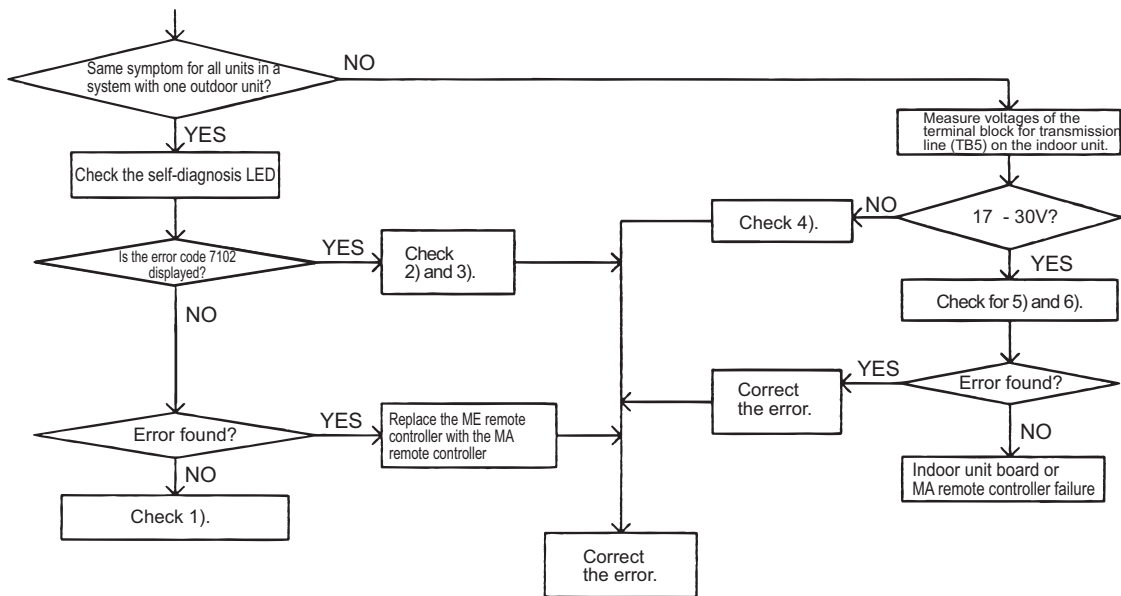 Same symptom for all units in a
system with one outdoor unit?
NO
YES
Measure voltages of the
terminal block for transmission
line (TB5) on the indoor unit.
Check the self-diagnosis LED
17 - 30V?
NO
Check 4).
YES
Is the error code 7102
displayed?
YES
Check
2) and 3).
NO
Check for 5) and 6).
Error found?
YES
Correct
the error.
NO
Indoor unit board or
MA remote controller failure
Error found?
YES
Replace the ME remote
controller with the MA
remote controller
NO
Check 1).
Correct
the error.